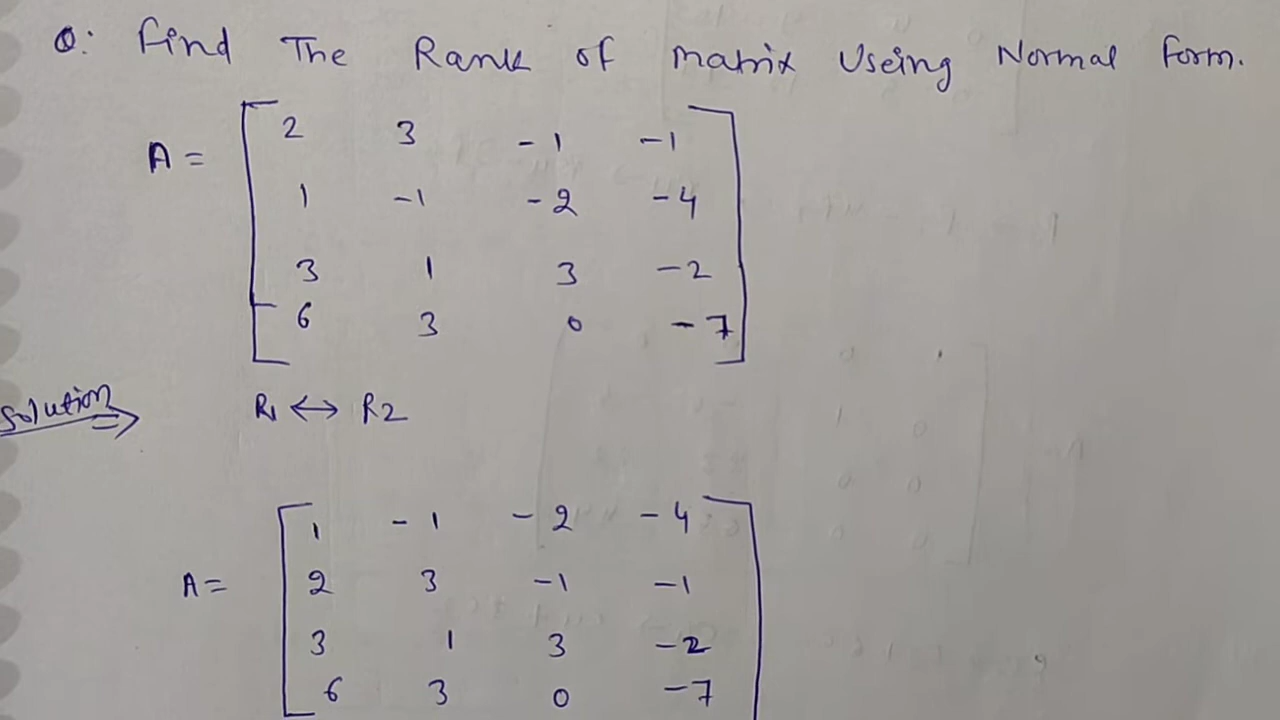 Q: Find The Rank of matrix Useing Normal Form.
A = [ 2 3 -1 -1
1 -1 -2 -4
3 1 3 -2
6 3 0 -7 ]
Solution ⇒ R1 ↔ R2
A = [ 1 -1 -2 -4
2 3 -1 -1
3 1 3 -2
6 3 0 -7